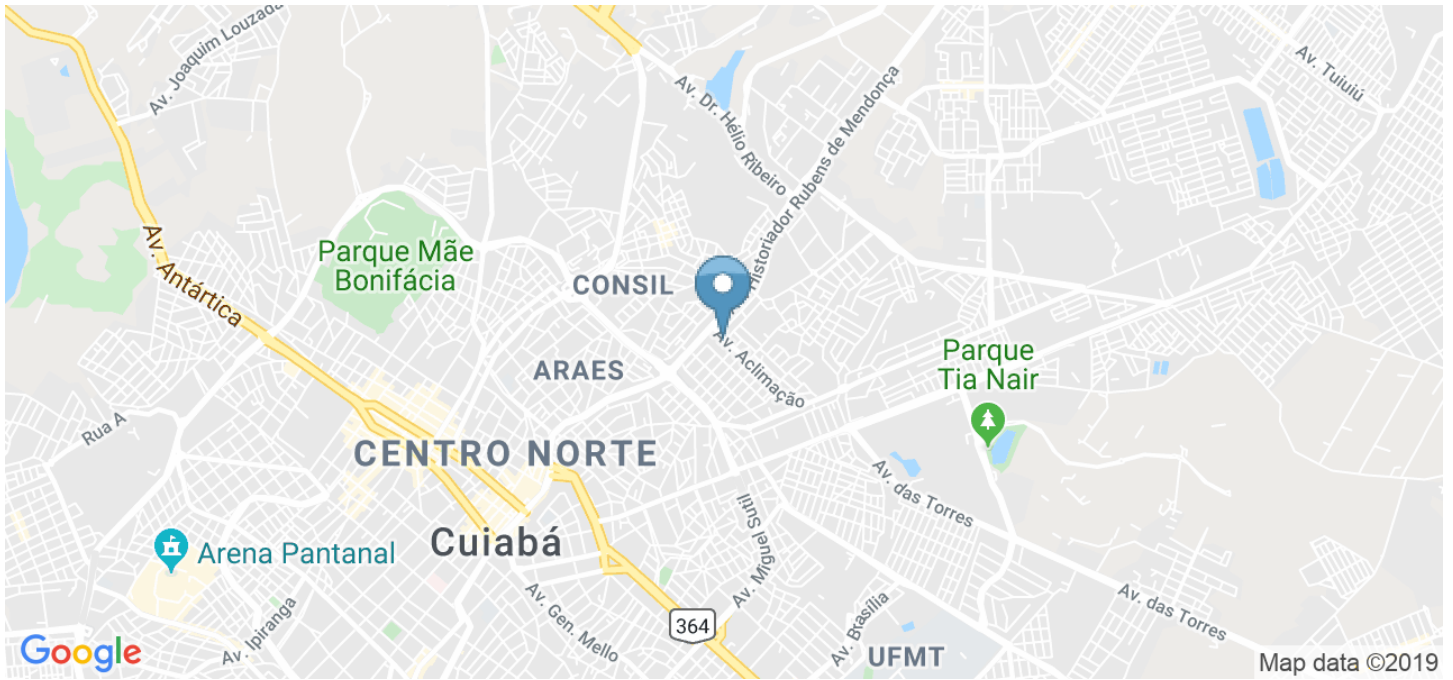 Av. Joaquim Louzada
Av. Tuiuiú
Av. Dr. Hélio Ribeiro
Historiador Rubens de Mendonça
Av. Antártica
Parque Mãe
Bonifácia
CONSIL
Av. Aclimação
ARAES
Parque
Tia Nair
Rua A
CENTRO NORTE
Av. das Torres
Miguel Sutil
Cuiabá
Arena Pantanal
Av. Miguel
Av. Gen. Mello
Av. Ipiranga
364
Av. Brasília
Av. das Torres
UFMT
Google
Map data ©2019